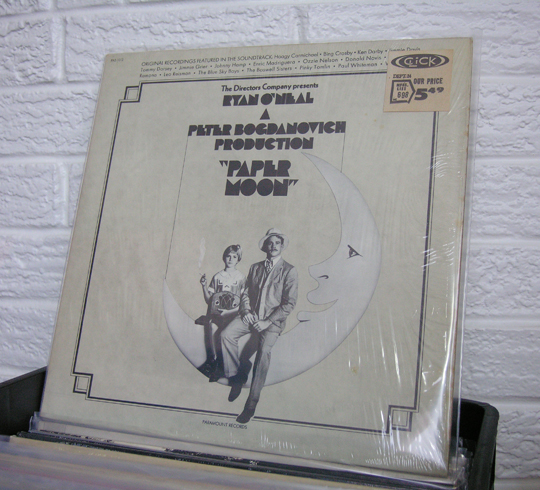 ORIGINAL RECORDINGS FEATURED IN THE SOUNDTRACK: Hoagy Carmichael • Bing Crosby • Ken Darby •
Tommy Dorsey • Johnny Hamp • Enric Madriguera • Ozzie Nelson • Donald Novis •
Leo Reisman • The Blue Sky Boys • The Boswell Sisters • Pinky Tomlin • Paul Whiteman •
CLICK
OUR PRICE
$5.49
6.98
The Directors Company presents
RYAN O'NEAL
A
PETER BOGDANOVICH
PRODUCTION
"PAPER
MOON"
PARAMOUNT RECORDS